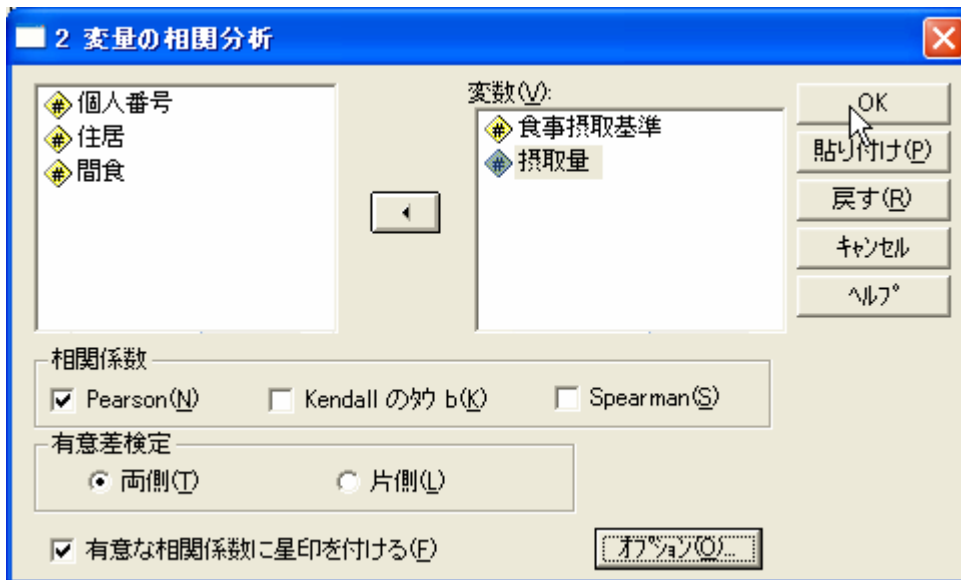 2 変量の相関分析
個人番号
住居
間食
変数(V):
食事摂取基準
摂取量
OK
貼り付け(P)
戻す(R)
キャンセル
ヘルプ
相関係数
Pearson(N)
Kendall のタウ b(K)
Spearman(S)
有意差検定
両側(T)
片側(L)
有意な相関係数に星印を付ける(F)
オプション(O)...